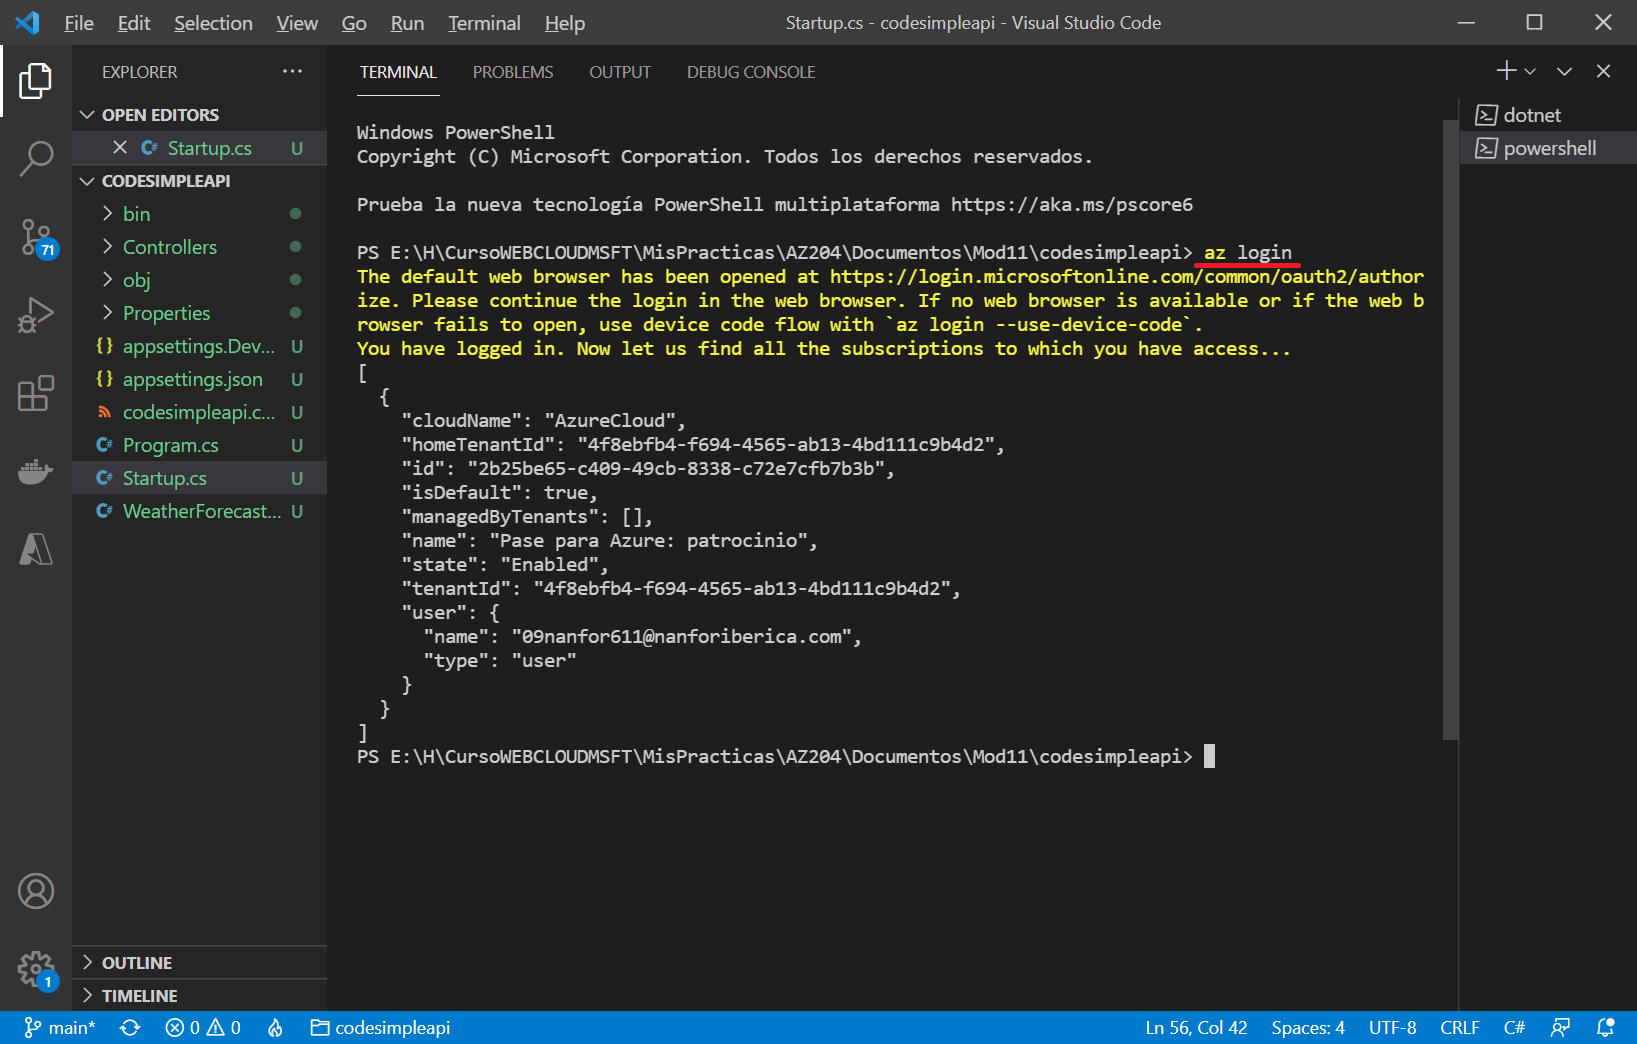 File Edit Selection View Go Run Terminal Help
Startup.cs - codesimpleapi - Visual Studio Code
EXPLORER
OPEN EDITORS
Startup.cs U
CODESIMPLEAPI
bin
Controllers
obj
Properties
appsettings.Dev... U
appsettings.json U
codesimpleapi.c... U
Program.cs U
Startup.cs U
WeatherForecast... U
OUTLINE
TIMELINE
71
1
TERMINAL PROBLEMS OUTPUT DEBUG CONSOLE
Windows PowerShell
Copyright (C) Microsoft Corporation. Todos los derechos reservados.
Prueba la nueva tecnología PowerShell multiplataforma https://aka.ms/pscore6
PS E:\H\CursoWEBCLOUDMSFT\MisPracticas\AZ204\Documentos\Mod11\codesimpleapi> az login
The default web browser has been opened at https://login.microsoftonline.com/common/oauth2/author
ize. Please continue the login in the web browser. If no web browser is available or if the web b
rowser fails to open, use device code flow with `az login --use-device-code`.
You have logged in. Now let us find all the subscriptions to which you have access...
[
{
"cloudName": "AzureCloud",
"homeTenantId": "4f8ebfb4-f694-4565-ab13-4bd111c9b4d2",
"id": "2b25be65-c409-49cb-8338-c72e7cfb7b3b",
"isDefault": true,
"managedByTenants": [],
"name": "Pase para Azure: patrocinio",
"state": "Enabled",
"tenantId": "4f8ebfb4-f694-4565-ab13-4bd111c9b4d2",
"user": {
"name": "09nanfor611@nanforiberica.com",
"type": "user"
}
}
]
PS E:\H\CursoWEBCLOUDMSFT\MisPracticas\AZ204\Documentos\Mod11\codesimpleapi>
dotnet
powershell
main* 0 0 codesimpleapi Ln 56, Col 42 Spaces: 4 UTF-8 CRLF C#